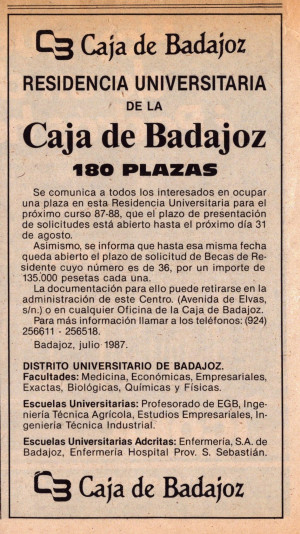 CB Caja de Badajoz
RESIDENCIA UNIVERSITARIA
DE LA
Caja de Badajoz
180 PLAZAS
Se comunica a todos los interesados en ocupar
una plaza en esta Residencia Universitaria para el
próximo curso 87-88, que el plazo de presentación
de solicitudes está abierto hasta el próximo día 31
de agosto.
Asimismo, se informa que hasta esa misma fecha
queda abierto el plazo de solicitud de Becas de Re-
sidente cuyo número es de 36, por un importe de
135.000 pesetas cada una.
La documentación para ello puede retirarse en la
administración de este Centro. (Avenida de Elvas,
s/n.) o en cualquier Oficina de la Caja de Badajoz.
Para más información llamar a los teléfonos: (924)
256611 - 256518.
Badajoz, julio 1987.
DISTRITO UNIVERSITARIO DE BADAJOZ.
Facultades: Medicina, Económicas, Empresariales,
Exactas, Biológicas, Químicas y Físicas.
Escuelas Universitarias: Profesorado de EGB, Inge-
niería Técnica Agrícola, Estudios Empresariales, In-
geniería Técnica Industrial.
Escuelas Universitarias Adcritas: Enfermería, S.A. de
Badajoz, Enfermería Hospital Prov. S. Sebastián.
CB Caja de Badajoz